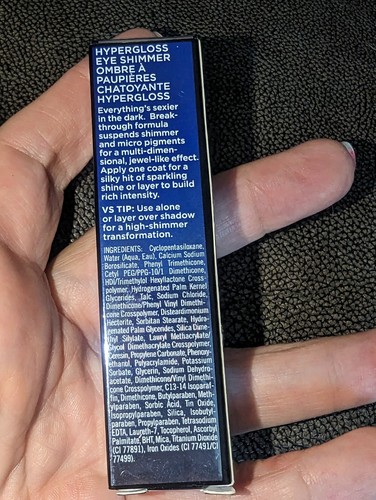 HYPERGLOSS
EYE SHIMMER
OMBRE À
PAUPIÈRES
CHATOYANTE
HYPERGLOSS
Everything's sexier
in the dark. Break-
through formula
suspends shimmer
and micro pigments
for a multi-dimen-
sional, jewel-like effect.
Apply one coat for a
silky hit of sparkling
shine or layer to build
rich intensity.
VS TIP: Use alone
or layer over shadow
for a high-shimmer
transformation.
INGREDIENTS: Cyclopentasiloxane,
Water (Aqua, Eau), Calcium Sodium
Borosilicate, Phenyl Trimethicone,
Cetyl PEG/PPG-10/1 Dimethicone,
HDI/Trimethylol Hexyllactone Cross-
polymer, Hydrogenated Palm Kernel
Glycerides, Talc, Sodium Chloride,
Dimethicone/Phenyl Vinyl Dimethi-
cone Crosspolymer, Disteardimonium
Hectorite, Sorbitan Stearate, Hydro-
genated Palm Glycerides, Silica Dime-
thyl Silylate, Lauryl Methacrylate/
Glycol Dimethacrylate Crosspolymer,
Ceresin, Propylene Carbonate, Phenoxy-
ethanol, Polyacrylamide, Potassium
Sorbate, Glycerin, Sodium Dehydro-
acetate, Dimethicone/Vinyl Dimethi-
cone Crosspolymer, C13-14 Isoparaf-
fin, Dimethicone, Butylparaben, Meth-
ylparaben, Sorbic Acid, Tin Oxide,
Isopropylparaben, Silica, Isobutyl-
paraben, Propylparaben, Tetrasodium
EDTA, Laureth-7, Tocopherol, Ascorbyl
Palmitate, BHT, Mica, Titanium Dioxide
(CI 77891), Iron Oxides (CI 77491/CI
77499).